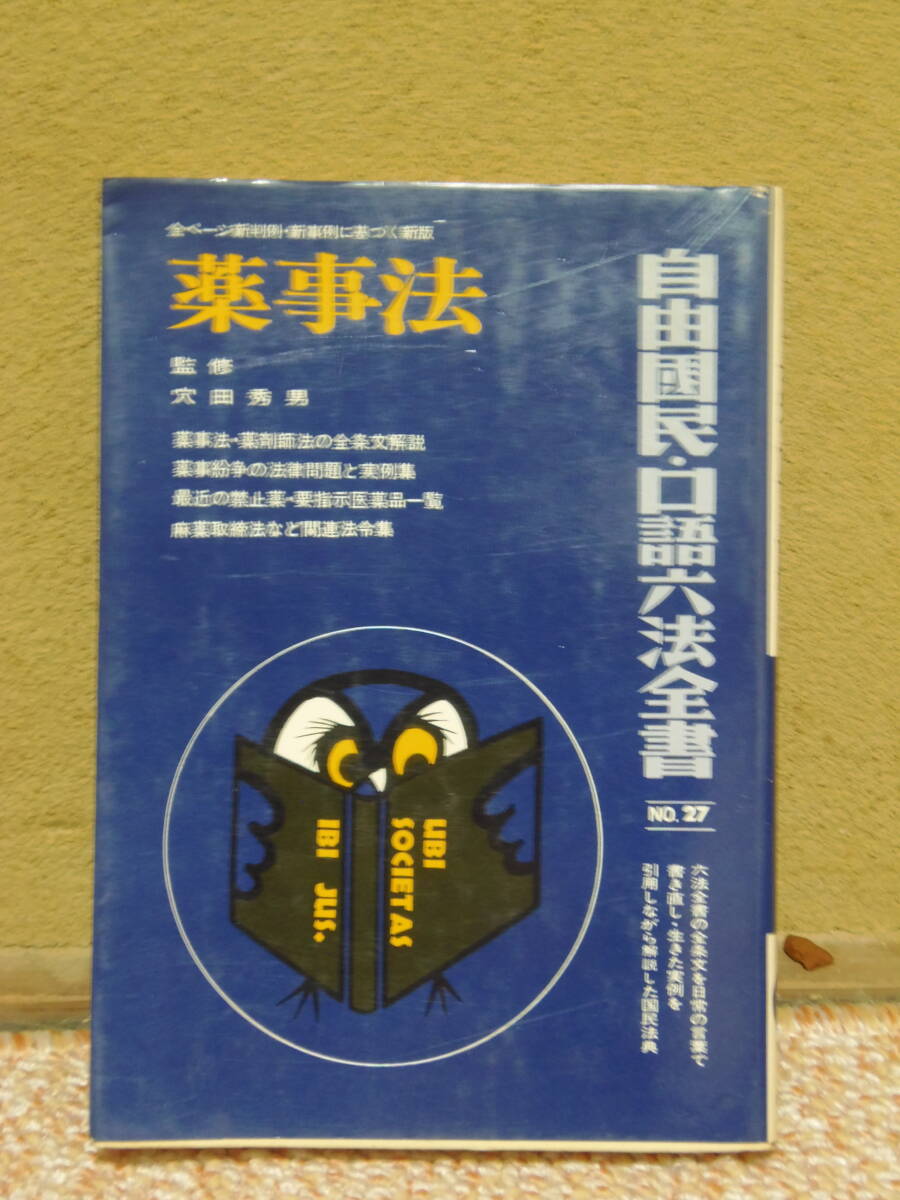 全ページ新判例・新事例に基づく新版
薬事法
監修
穴田秀男
薬事法・薬剤師法の全条文解説
薬事紛争の法律問題と実例集
最近の禁止薬・要指示医薬品一覧
麻薬取締法など関連法令集
自由國民・口語六法全書
NO. 27
六法全書の全条文を日常の言葉で
書き直し・生きた実例を
引用しながら解説した国民法典
UBI
SOCIETAS
IBI JUS.